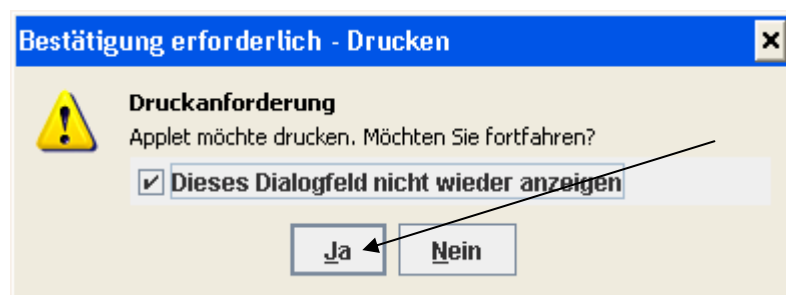 Bestätigung erforderlich - Drucken
Druckanforderung
Applet möchte drucken. Möchten Sie fortfahren?
Dieses Dialogfeld nicht wieder anzeigen
Ja Nein